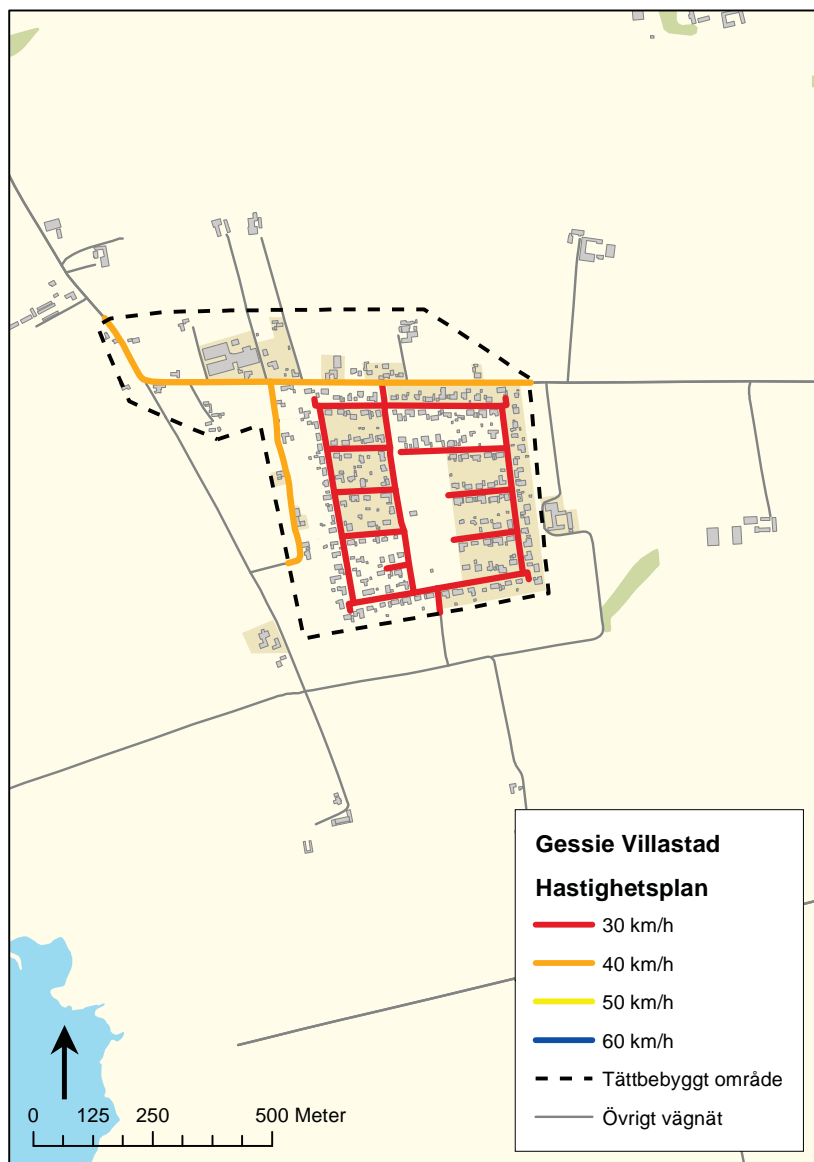 Gessie Villastad
Hastighetsplan
30 km/h
40 km/h
50 km/h
60 km/h
Tättbebyggt område
Övrigt vägnät
0 125 250 500 Meter